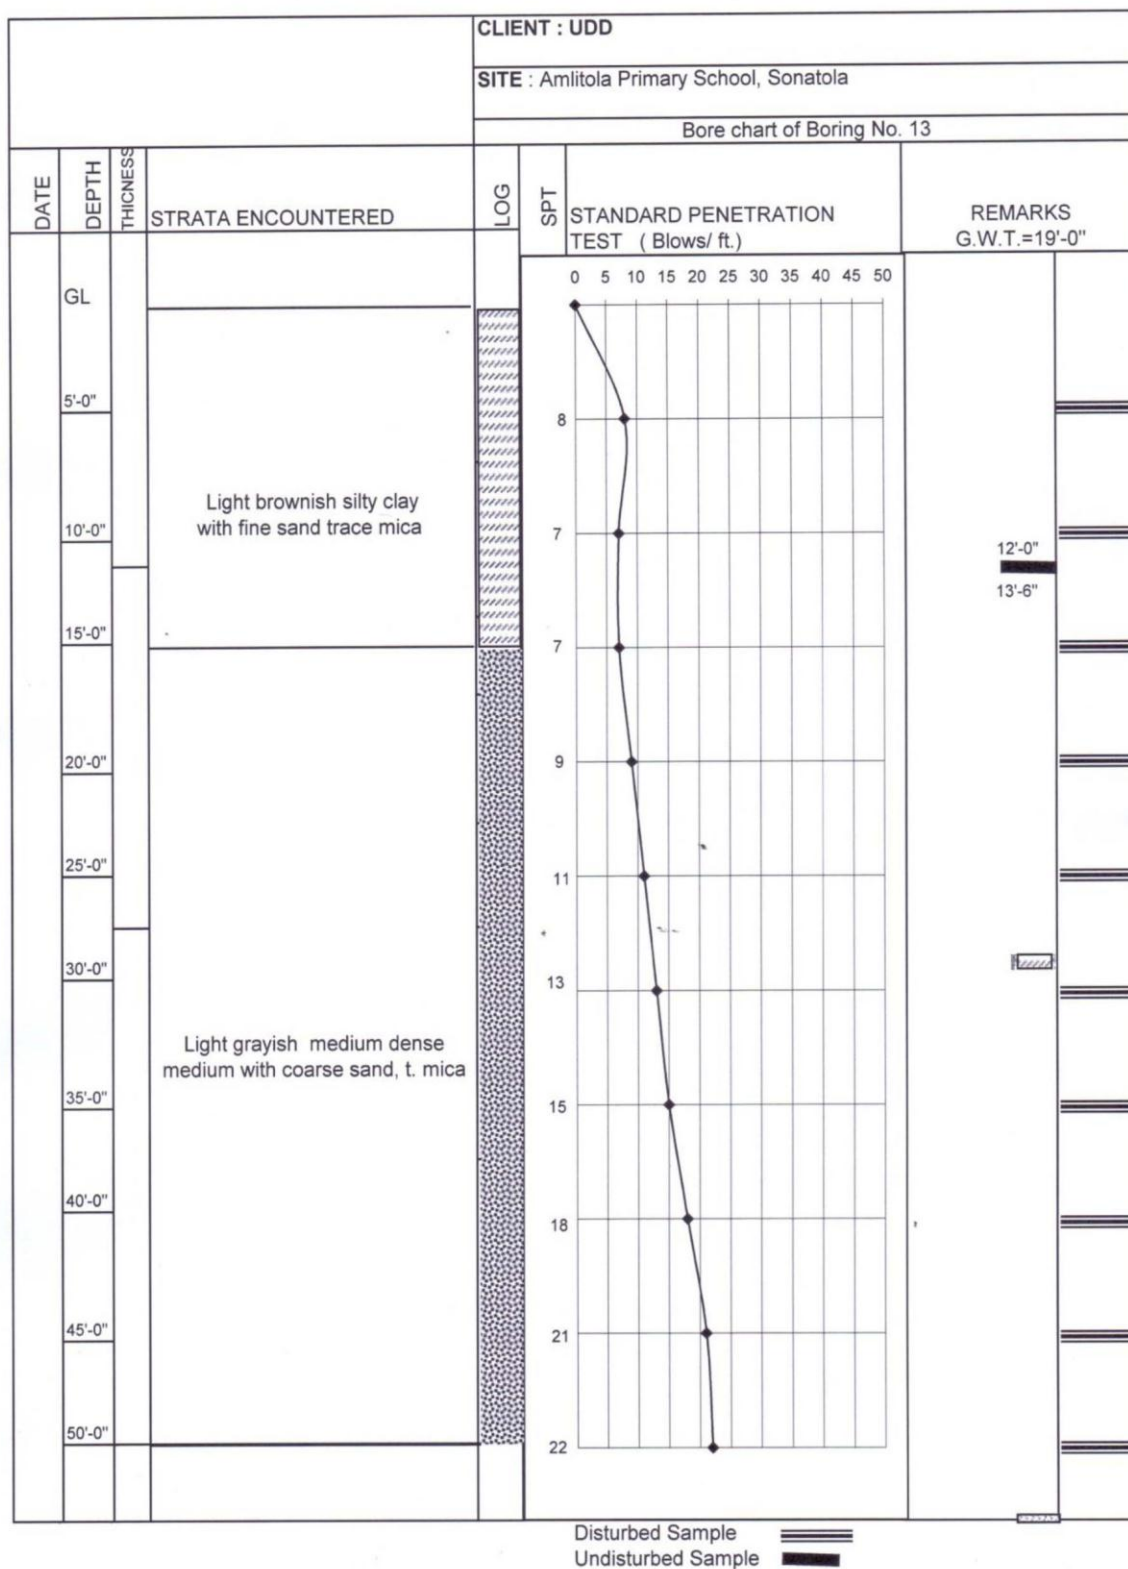 CLIENT : UDD
SITE : Amlitola Primary School, Sonatola
Bore chart of Boring No. 13
DATE
DEPTH
THICNESS
STRATA ENCOUNTERED
LOG
SPT
STANDARD PENETRATION
TEST ( Blows/ ft.)
REMARKS
G.W.T.=19'-0"
0 5 10 15 20 25 30 35 40 45 50
GL
5'-0"
8
Light brownish silty clay
with fine sand trace mica
10'-0"
7
12'-0"
13'-6"
15'-0"
7
20'-0"
9
25'-0"
11
30'-0"
13
Light grayish medium dense
medium with coarse sand, t. mica
35'-0"
15
40'-0"
18
45'-0"
21
50'-0"
22
Disturbed Sample
Undisturbed Sample